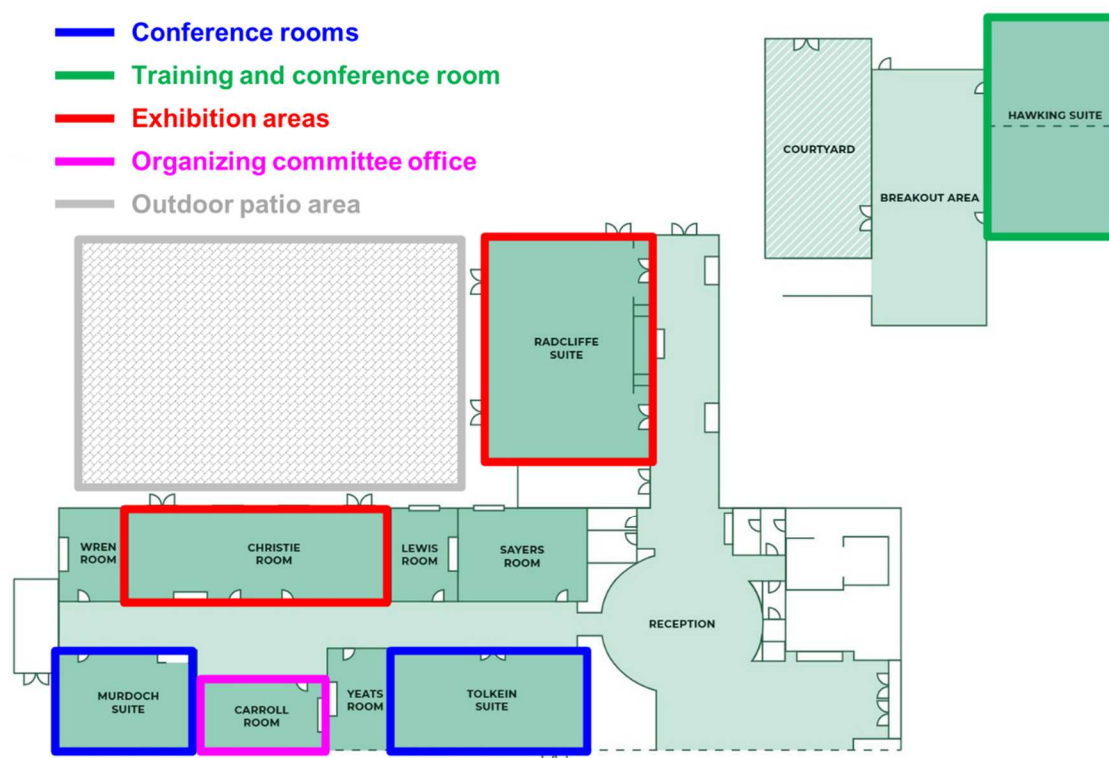 Conference rooms
Training and conference room
Exhibition areas
Organizing committee office
Outdoor patio area
HAWKING SUITE
COURTYARD
BREAKOUT AREA
RADCLIFFE
SUITE
WREN
ROOM
CHRISTIE
ROOM
LEWIS
ROOM
SAYERS
ROOM
RECEPTION
MURDOCH
SUITE
CARROLL
ROOM
YEATS
ROOM
TOLKEIN
SUITE